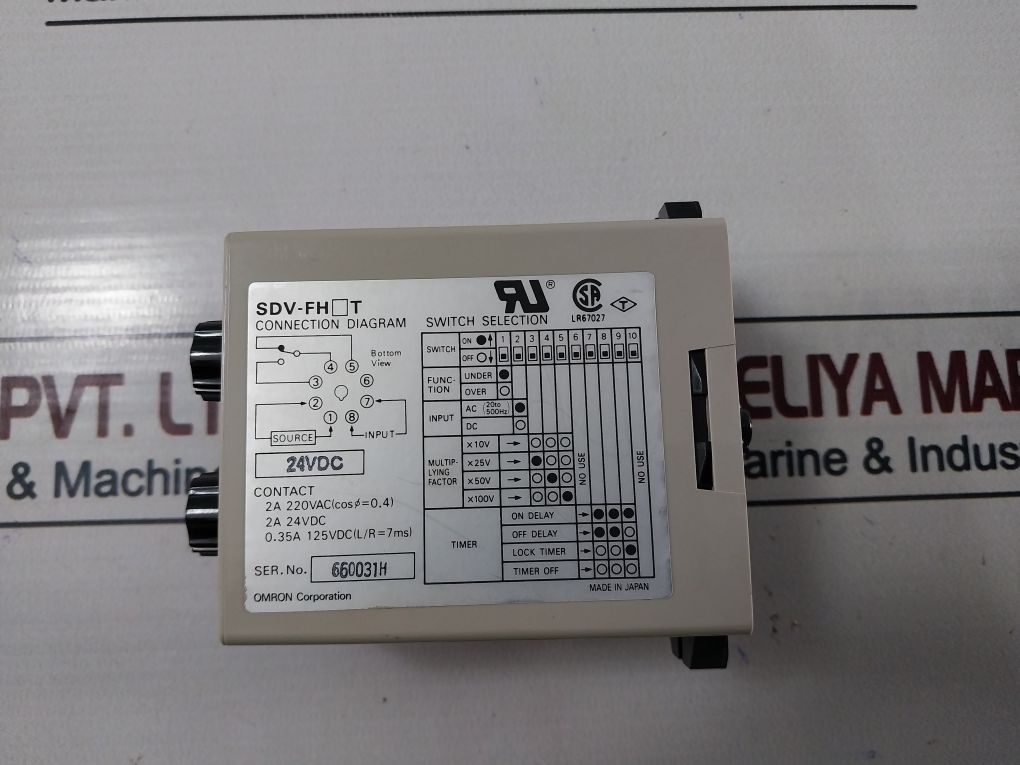 SDV-FH□T
CONNECTION DIAGRAM
Bottom
View
4 5
3 6
2 7
1 8
SOURCE
INPUT
24VDC
CONTACT
2A 220VAC(cosφ=0.4)
2A 24VDC
0.35A 125VDC(L/R=7ms)
SER.No. 660031H
OMRON Corporation
RU ®
SA
LR67027
T
SWITCH SELECTION
SWITCH ON OFF 1 2 3 4 5 6 7 8 9 10
FUNC-
TION
UNDER
OVER
INPUT
AC (20to
500Hz)
DC
MULTIP-
LYING
FACTOR
×10V
×25V
×50V
×100V
NO USE
NO USE
TIMER
ON DELAY
OFF DELAY
LOCK TIMER
TIMER OFF
MADE IN JAPAN
PVT. LT
& Machin
ELIYA MAR
arine & Indus